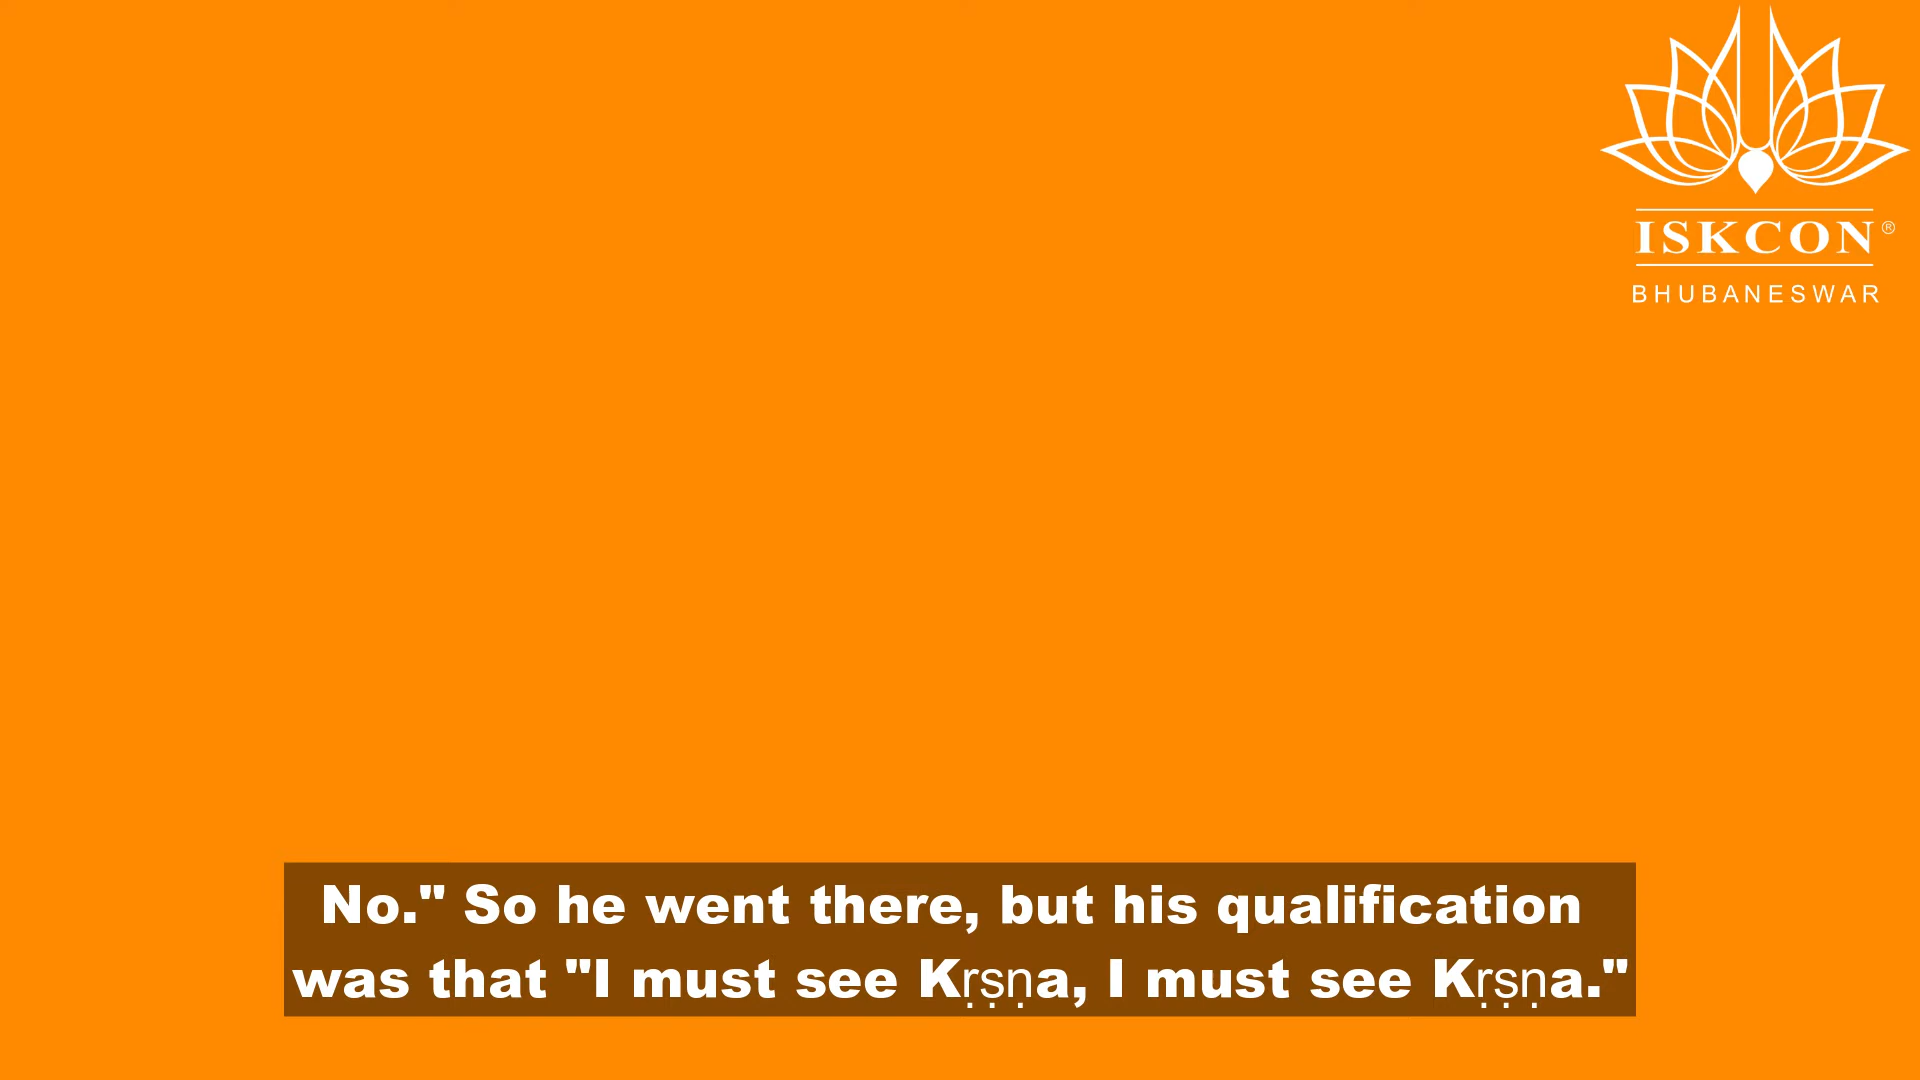 ISKCON®
BHUBANESWAR
No." So he went there, but his qualification
was that "I must see Kṛṣṇa, I must see Kṛṣṇa."